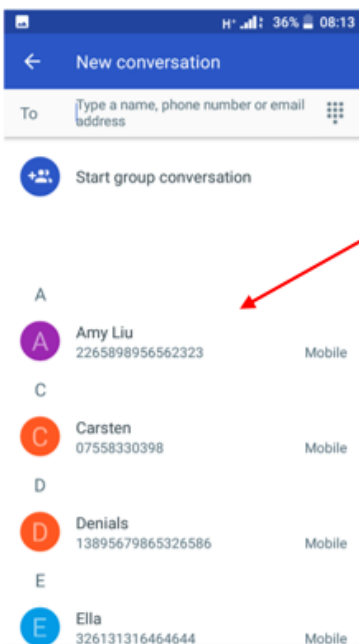 H+ 36% 08:13
New conversation
To Type a name, phone number or email
address
Start group conversation
A
A Amy Liu
2265898956562323 Mobile
C
C Carsten
07558330398 Mobile
D
D Denials
13895679865326586 Mobile
E
E Ella
326131316464644 Mobile